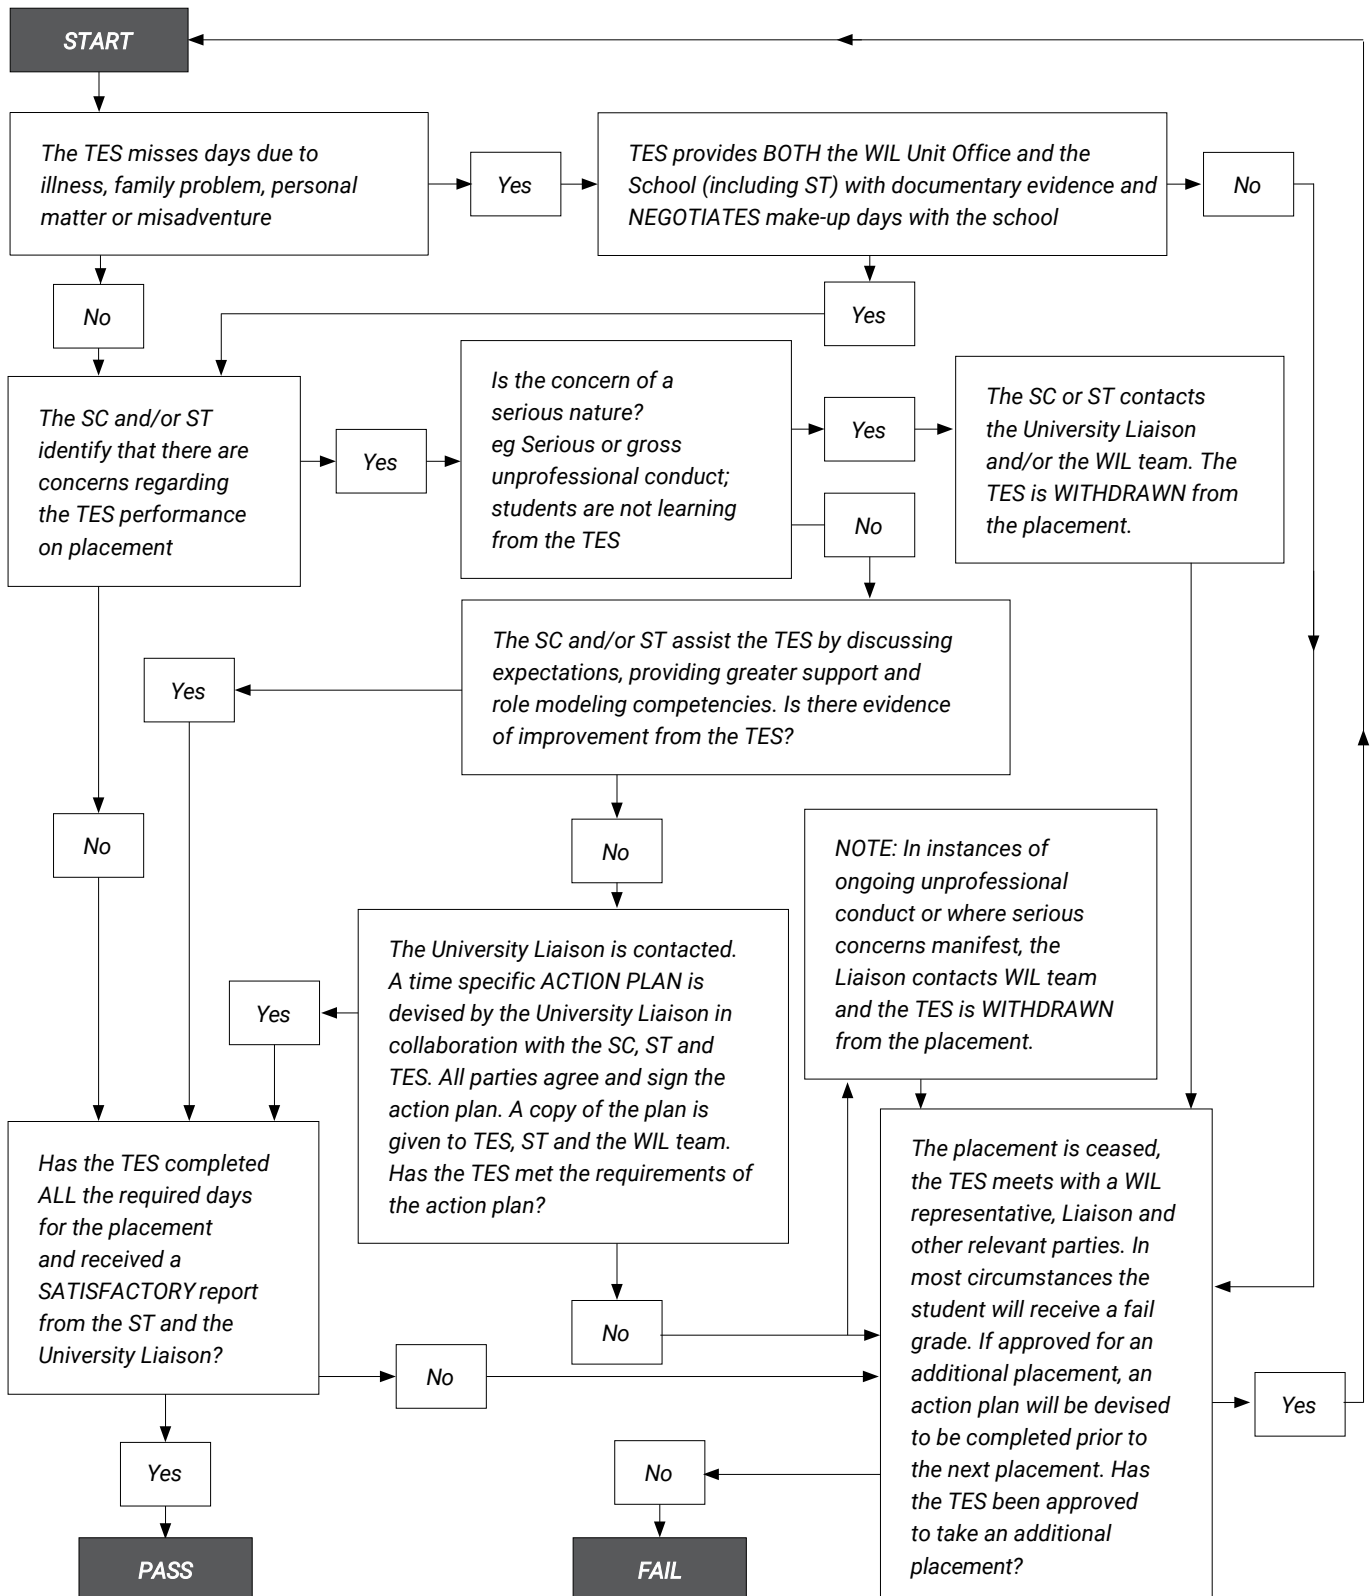 START
The TES misses days due to
illness, family problem, personal
matter or misadventure
Yes
TES provides BOTH the WIL Unit Office and the
School (including ST) with documentary evidence and
NEGOTIATES make-up days with the school
No
No
Yes
The SC and/or ST
identify that there are
concerns regarding
the TES performance
on placement
Yes
Is the concern of a
serious nature?
eg Serious or gross
unprofessional conduct;
students are not learning
from the TES
Yes
No
The SC or ST contacts
the University Liaison
and/or the WIL team. The
TES is WITHDRAWN from
the placement.
The SC and/or ST assist the TES by discussing
expectations, providing greater support and
role modeling competencies. Is there evidence
of improvement from the TES?
Yes
No
No
NOTE: In instances of
ongoing unprofessional
conduct or where serious
concerns manifest, the
Liaison contacts WIL team
and the TES is WITHDRAWN
from the placement.
The University Liaison is contacted.
A time specific ACTION PLAN is
devised by the University Liaison in
collaboration with the SC, ST and
TES. All parties agree and sign the
action plan. A copy of the plan is
given to TES, ST and the WIL team.
Has the TES met the requirements of
the action plan?
Yes
Has the TES completed
ALL the required days
for the placement
and received a
SATISFACTORY report
from the ST and the
University Liaison?
No
No
The placement is ceased,
the TES meets with a WIL
representative, Liaison and
other relevant parties. In
most circumstances the
student will receive a fail
grade. If approved for an
additional placement, an
action plan will be devised
to be completed prior to
the next placement. Has
the TES been approved
to take an additional
placement?
Yes
Yes
No
PASS
FAIL